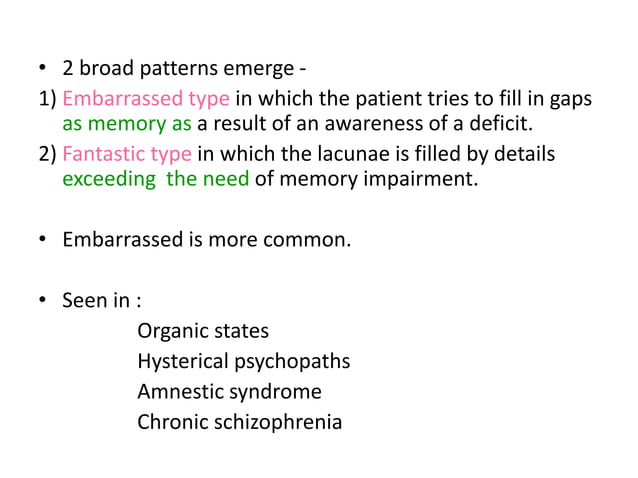 • 2 broad patterns emerge -
1) Embarrassed type in which the patient tries to fill in gaps
as memory as a result of an awareness of a deficit.
2) Fantastic type in which the lacunae is filled by details
exceeding  the need of memory impairment.
• Embarrassed is more common.
• Seen in :
Organic states
Hysterical psychopaths
Amnestic syndrome
Chronic schizophrenia